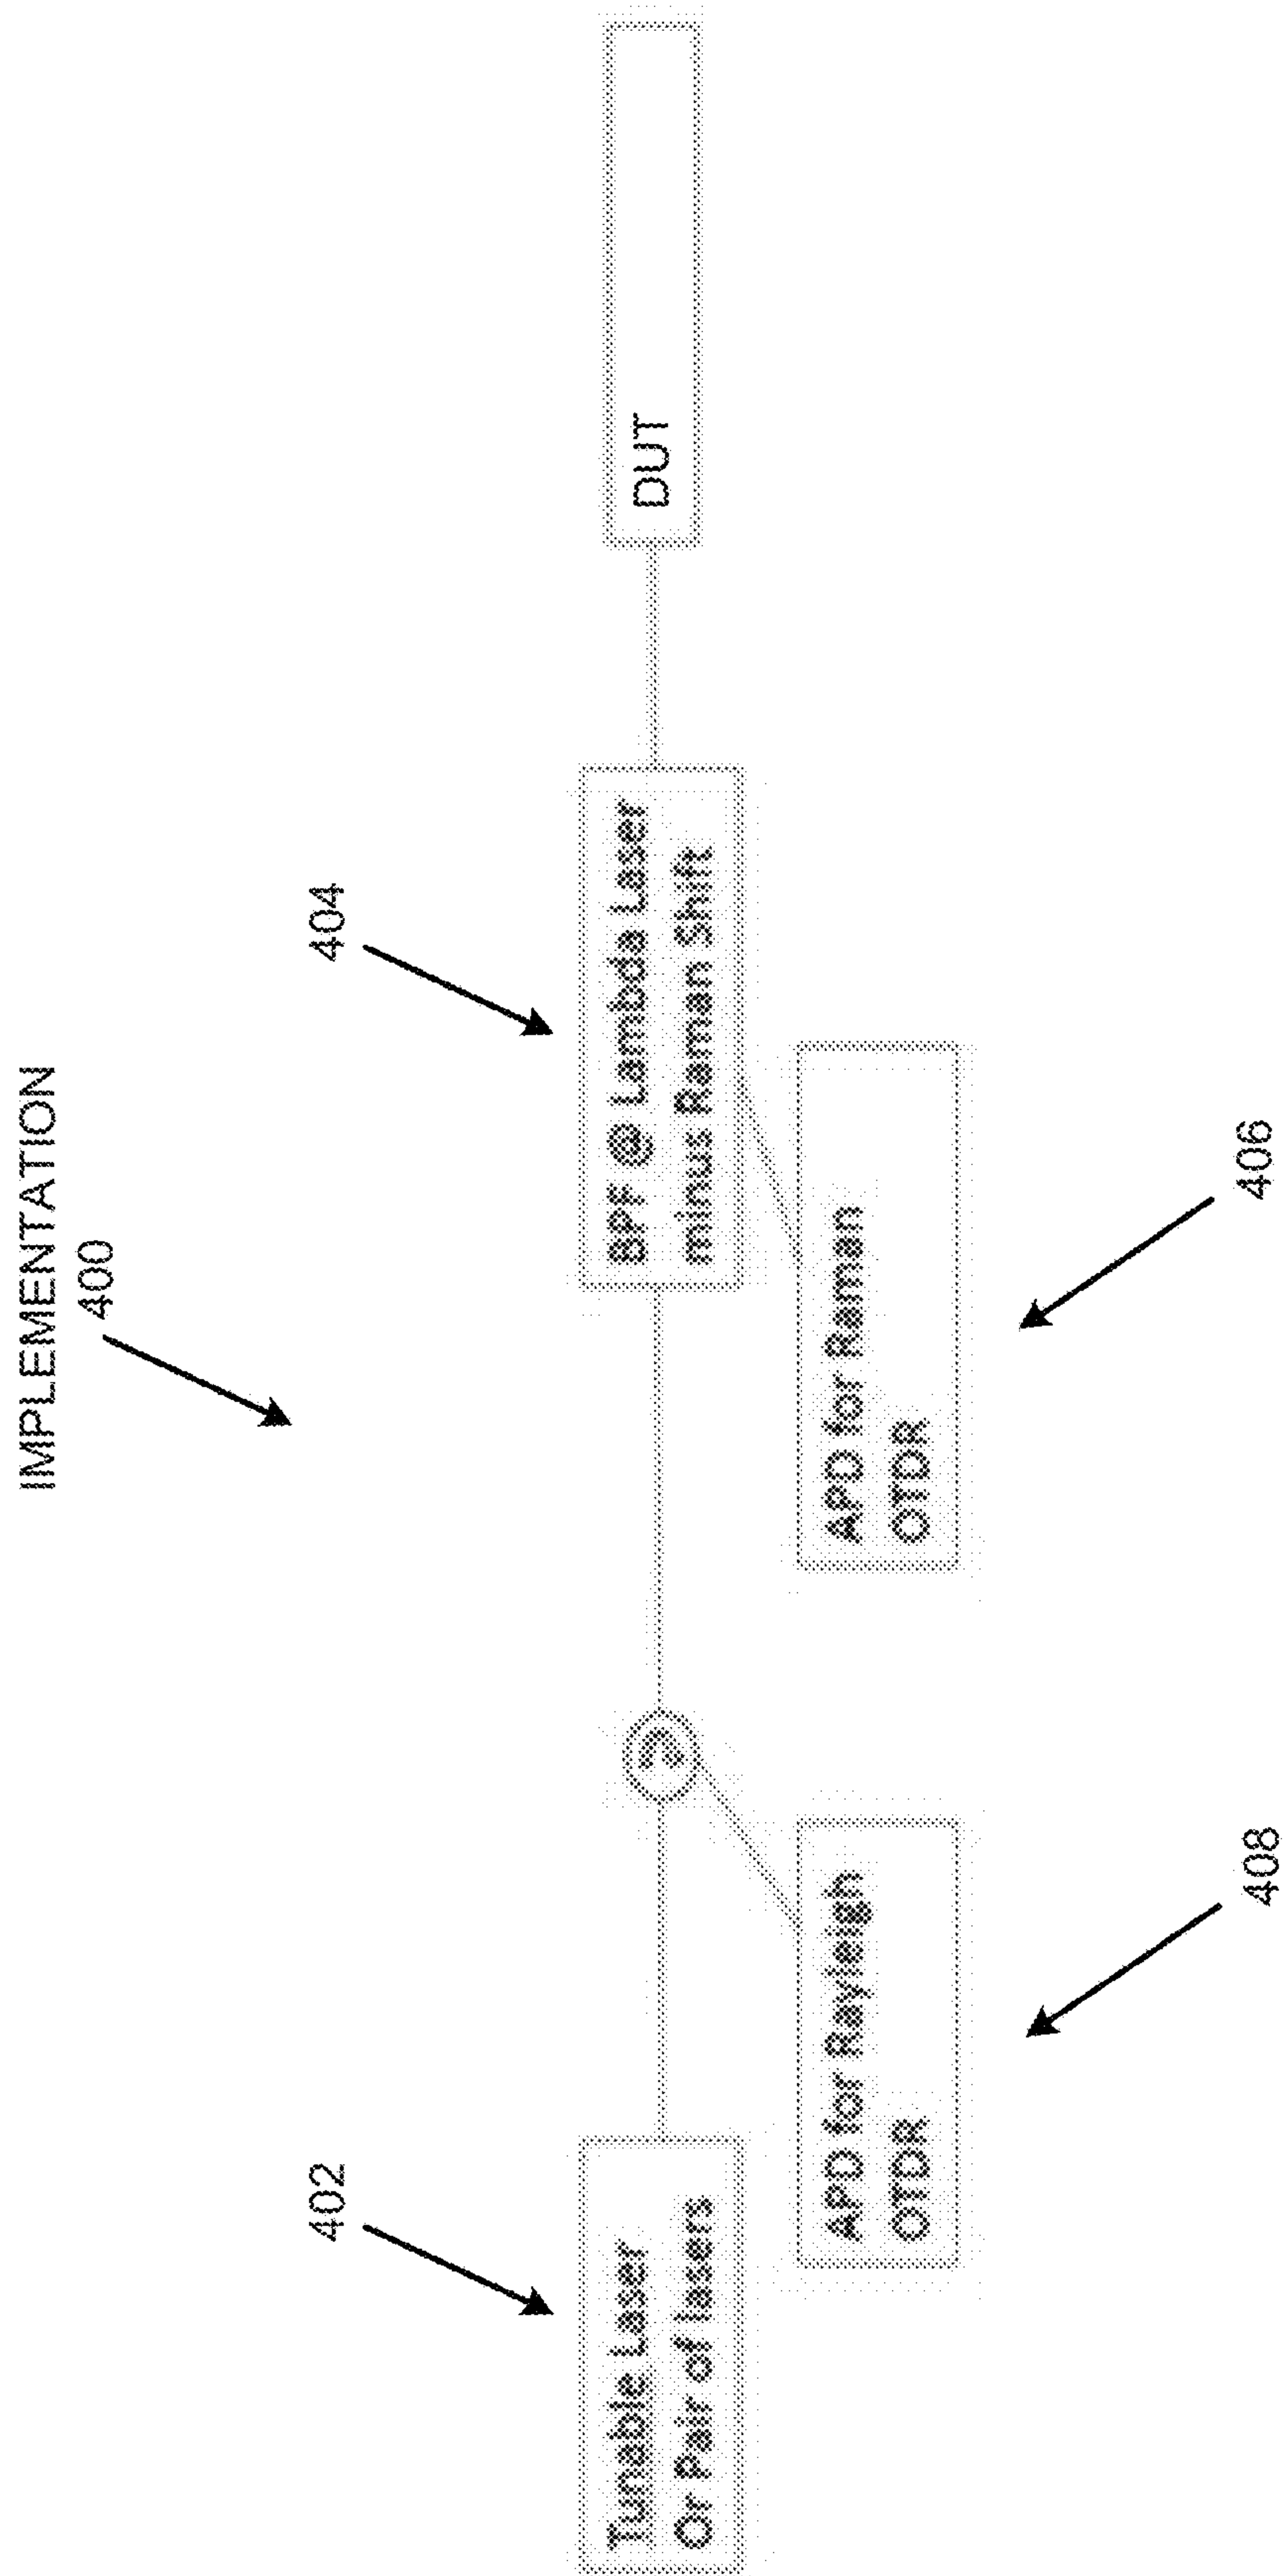 IMPLEMENTATION
400
402
404
Tunable Laser
Or Pair of lasers
BPF @ Lambda Laser
minus Raman Shift
DUT
APD for Rayleigh
OTDR
APD for Raman
OTDR
408
406